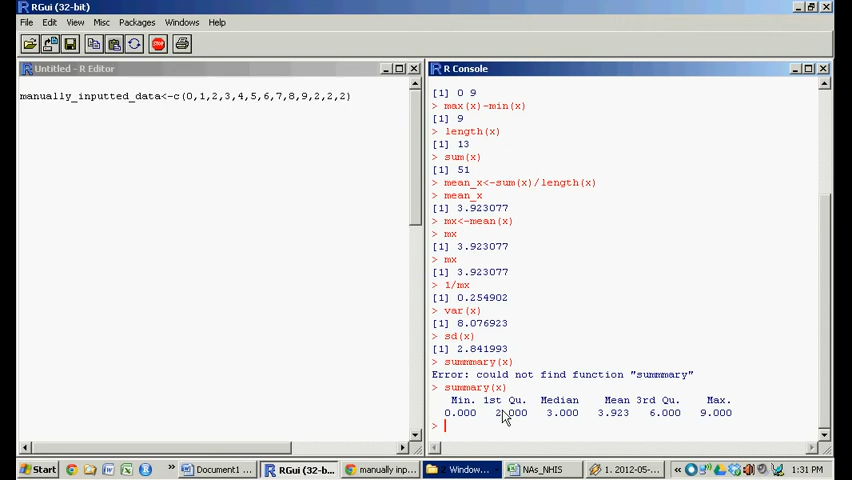 RGui (32-bit)
File Edit View Misc Packages Windows Help
Untitled - R Editor
manually_inputted_data<-c(0,1,2,3,4,5,6,7,8,9,2,2,2)
R Console
[1] 0 9
> max(x)-min(x)
[1] 9
> length(x)
[1] 13
> sum(x)
[1] 51
> mean_x<-sum(x)/length(x)
> mean_x
[1] 3.923077
> mx<-mean(x)
> mx
[1] 3.923077
> mx
[1] 3.923077
> 1/mx
[1] 0.254902
> var(x)
[1] 8.076923
> sd(x)
[1] 2.841993
> summmary(x)
Error: could not find function "summmary"
> summary(x)
Min. 1st Qu. Median Mean 3rd Qu. Max.
0.000 2.000 3.000 3.923 6.000 9.000
>
Start Document1 ... RGui (32-b... manually inp... 2 Window... NAs_NHIS 1. 2012-05-... 1:31 PM